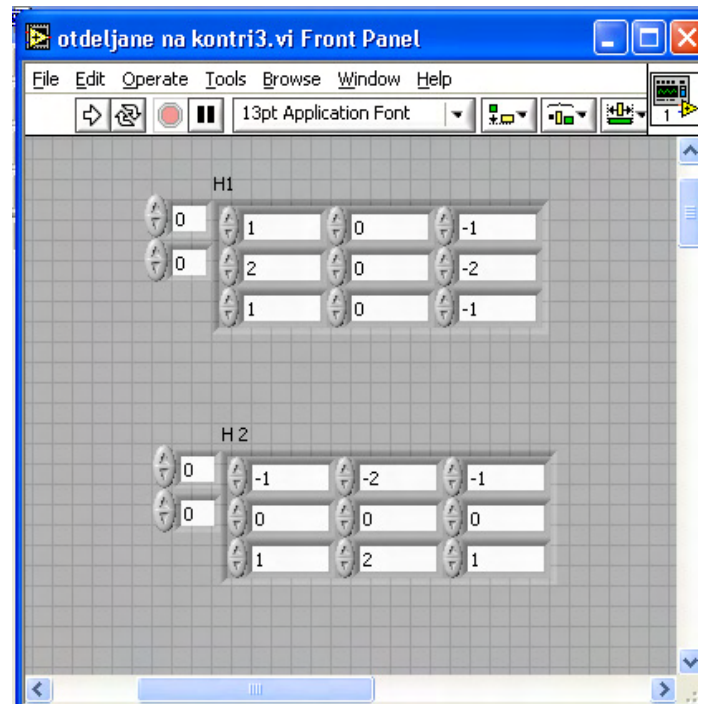 otdeljane na kontri3.vi Front Panel
File Edit Operate Tools Browse Window Help
13pt Application Font
1
H1
0 1 0 -1
0 2 0 -2
1 0 -1
H 2
0 -1 -2 -1
0 0 0 0
1 2 1